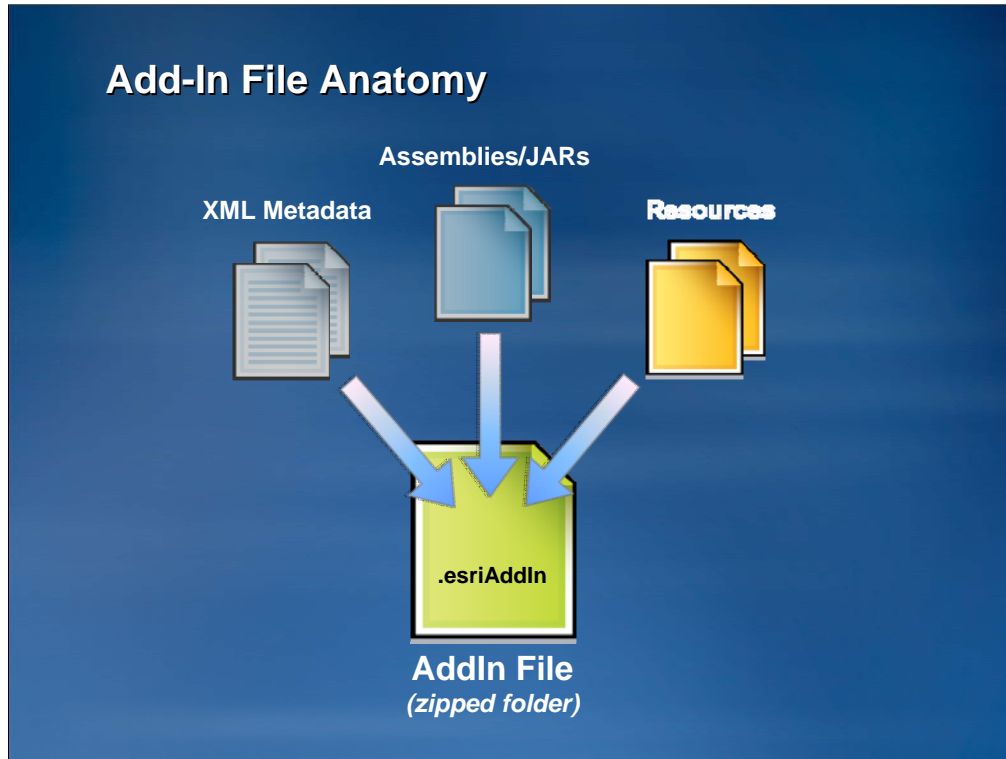 Add-In File Anatomy
Assemblies/JARs
XML Metadata
Resources
.esriAddIn
AddIn File
(zipped folder)